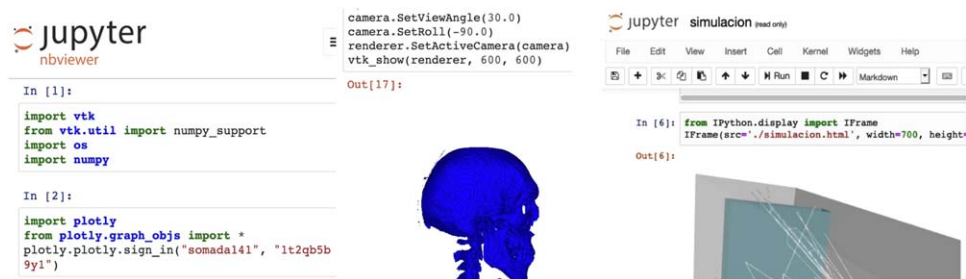 jupyter
nbviewer
In [1]:
import vtk
from vtk.util import numpy_support
import os
import numpy
In [2]:
import plotly
from plotly.graph_objs import *
plotly.plotly.sign_in("somada141", "1t2qb5b
9y1")
camera.SetViewAngle(30.0)
camera.SetRoll(-90.0)
renderer.SetActiveCamera(camera)
vtk_show(renderer, 600, 600)
Out[17]:
jupyter simulacion (read only)
File Edit View Insert Cell Kernel Widgets Help
Run Markdown
In [6]: from IPython.display import IFrame
IFrame(src='./simulacion.html', width=700, height=
Out[6]: